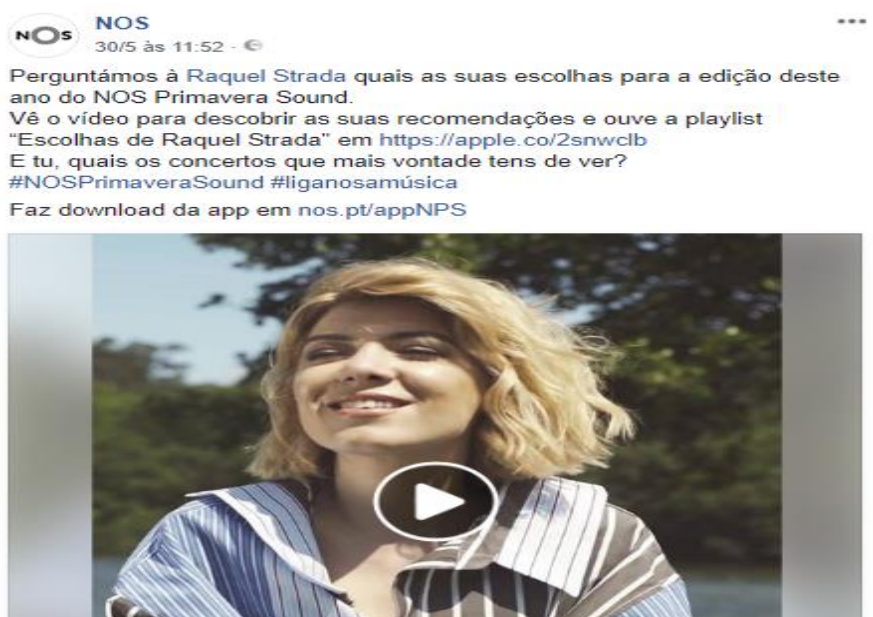 NOS
NOS
30/5 às 11:52 ·
Perguntámos à Raquel Strada quais as suas escolhas para a edição deste
ano do NOS Primavera Sound.
Vê o vídeo para descobrir as suas recomendações e ouve a playlist
“Escolhas de Raquel Strada” em https://apple.co/2snwclb
E tu, quais os concertos que mais vontade tens de ver?
#NOSPrimaveraSound #liganosamúsica
Faz download da app em nos.pt/appNPS